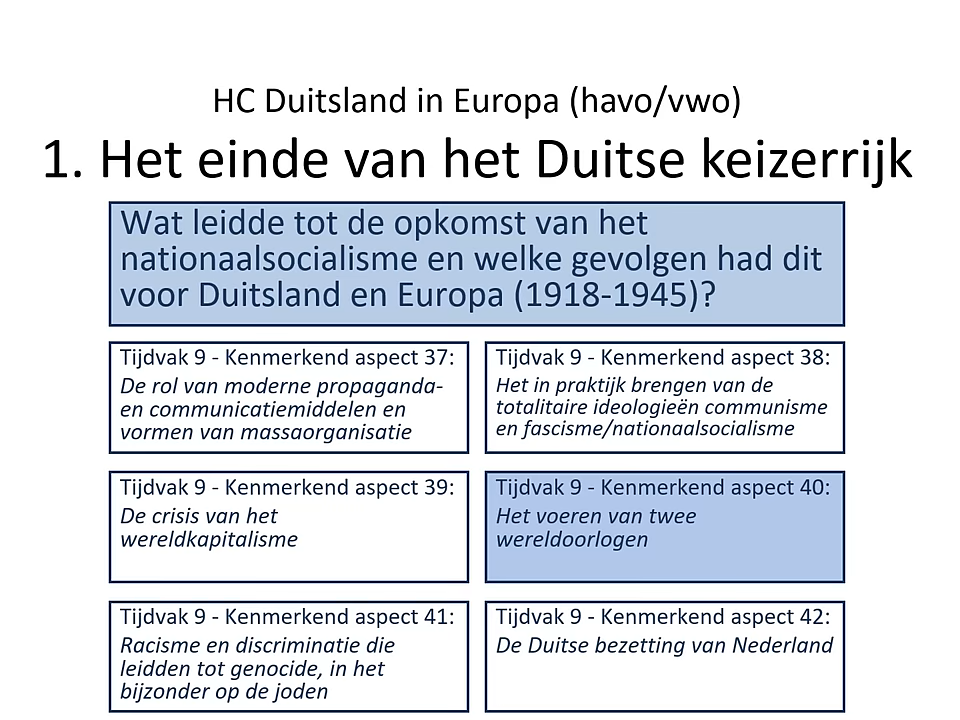 HC Duitsland in Europa (havo/vwo)
1. Het einde van het Duitse keizerrijk
Wat leidde tot de opkomst van het
nationaalsocialisme en welke gevolgen had dit
voor Duitsland en Europa (1918-1945)?
Tijdvak 9 - Kenmerkend aspect 37:
De rol van moderne propaganda-
en communicatiemiddelen en
vormen van massaorganisatie
Tijdvak 9 - Kenmerkend aspect 38:
Het in praktijk brengen van de
totalitaire ideologieën communisme
en fascisme/nationaalsocialisme
Tijdvak 9 - Kenmerkend aspect 39:
De crisis van het
wereldkapitalisme
Tijdvak 9 - Kenmerkend aspect 40:
Het voeren van twee
wereldoorlogen
Tijdvak 9 - Kenmerkend aspect 41:
Racisme en discriminatie die
leidden tot genocide, in het
bijzonder op de joden
Tijdvak 9 - Kenmerkend aspect 42:
De Duitse bezetting van Nederland